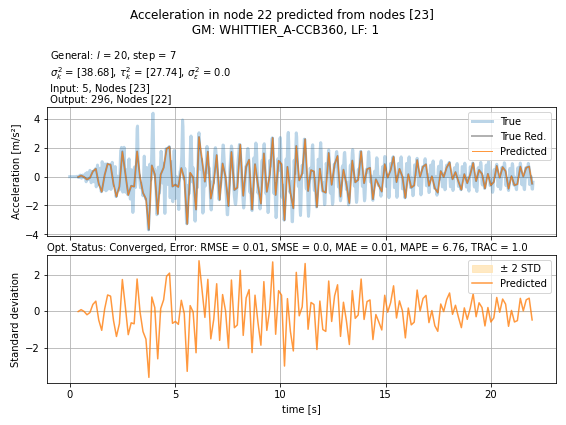 Acceleration in node 22 predicted from nodes [23]
GM: WHITTIER_A-CCB360, LF: 1
General: l = 20, step = 7
σ²ₖ = [38.68], τ²ₖ = [27.74], σ²ε = 0.0
Input: 5, Nodes [23]
Output: 296, Nodes [22]
Acceleration [m/s²]
4
2
0
−2
−4
True
True Red.
Predicted
Opt. Status: Converged, Error: RMSE = 0.01, SMSE = 0.0, MAE = 0.01, MAPE = 6.76, TRAC = 1.0
Standard deviation
2
0
−2
± 2 STD
Predicted
0 5 10 15 20
time [s]